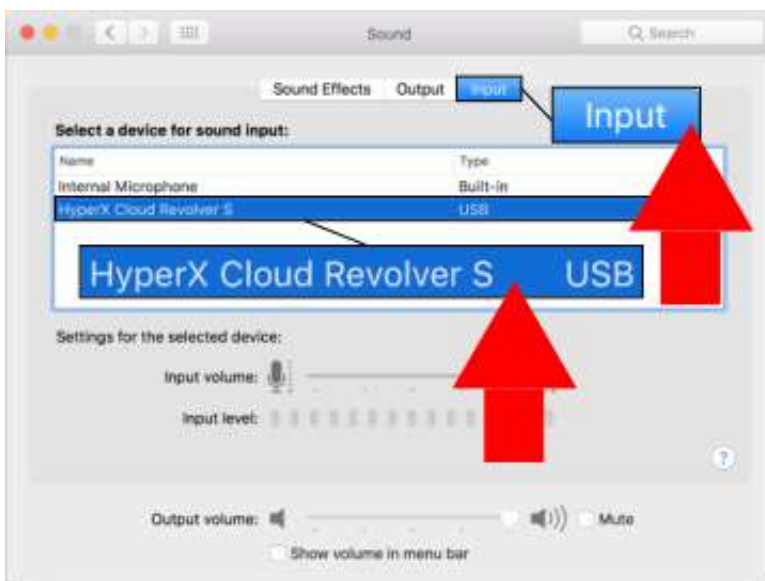 Sound
Search
Sound Effects Output Input
Input
Select a device for sound input:
Name Type
Internal Microphone Built-in
HyperX Cloud Revolver S USB
HyperX Cloud Revolver S USB
Settings for the selected device:
Input volume:
Input level:
?
Output volume: Mute
Show volume in menu bar